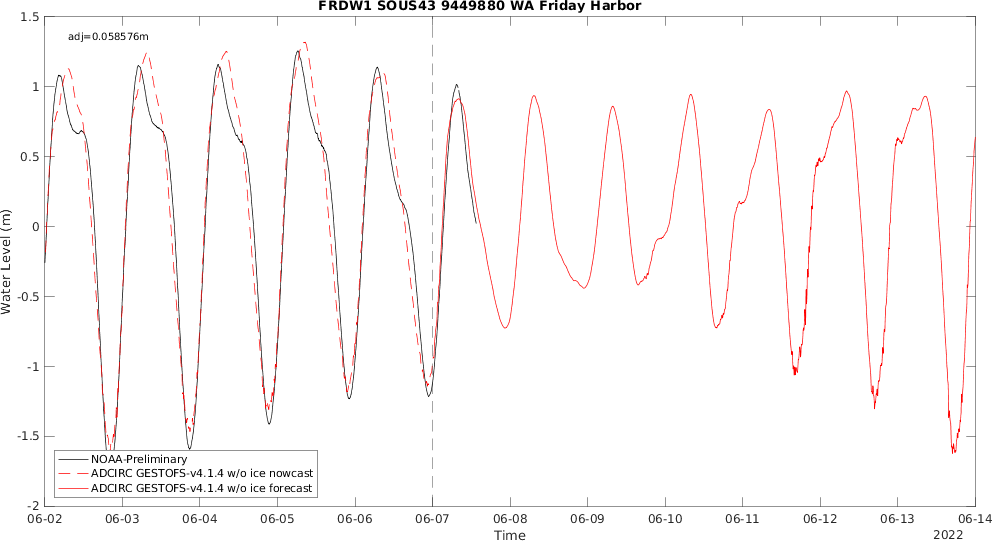 FRDW1 SOUS43 9449880 WA Friday Harbor
adj=0.058576m
1.5
1
0.5
0
-0.5
-1
-1.5
-2
Water Level (m)
NOAA-Preliminary
ADCIRC GESTOFS-v4.1.4 w/o ice nowcast
ADCIRC GESTOFS-v4.1.4 w/o ice forecast
06-02 06-03 06-04 06-05 06-06 06-07 06-08 06-09 06-10 06-11 06-12 06-13 06-14
Time
2022